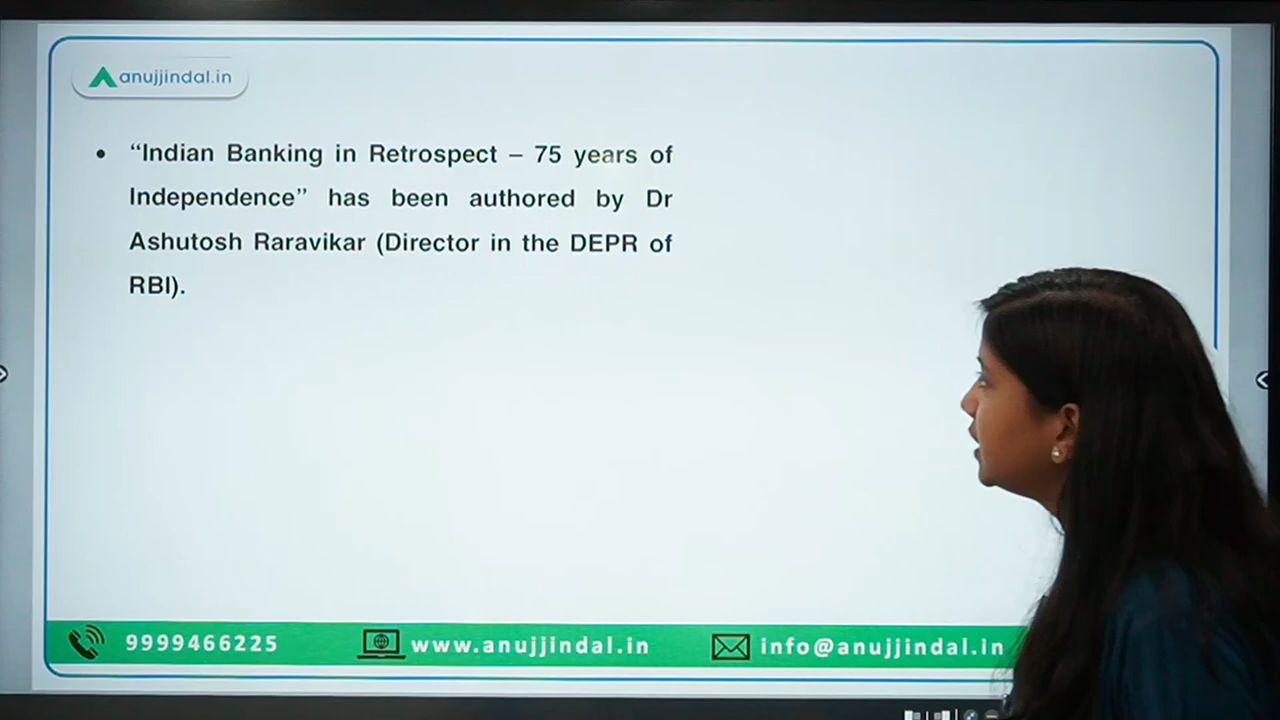 anujjindal.in
• “Indian Banking in Retrospect – 75 years of
Independence” has been authored by Dr
Ashutosh Raravikar (Director in the DEPR of
RBI).
9999466225 www.anujjindal.in info@anujjindal.in